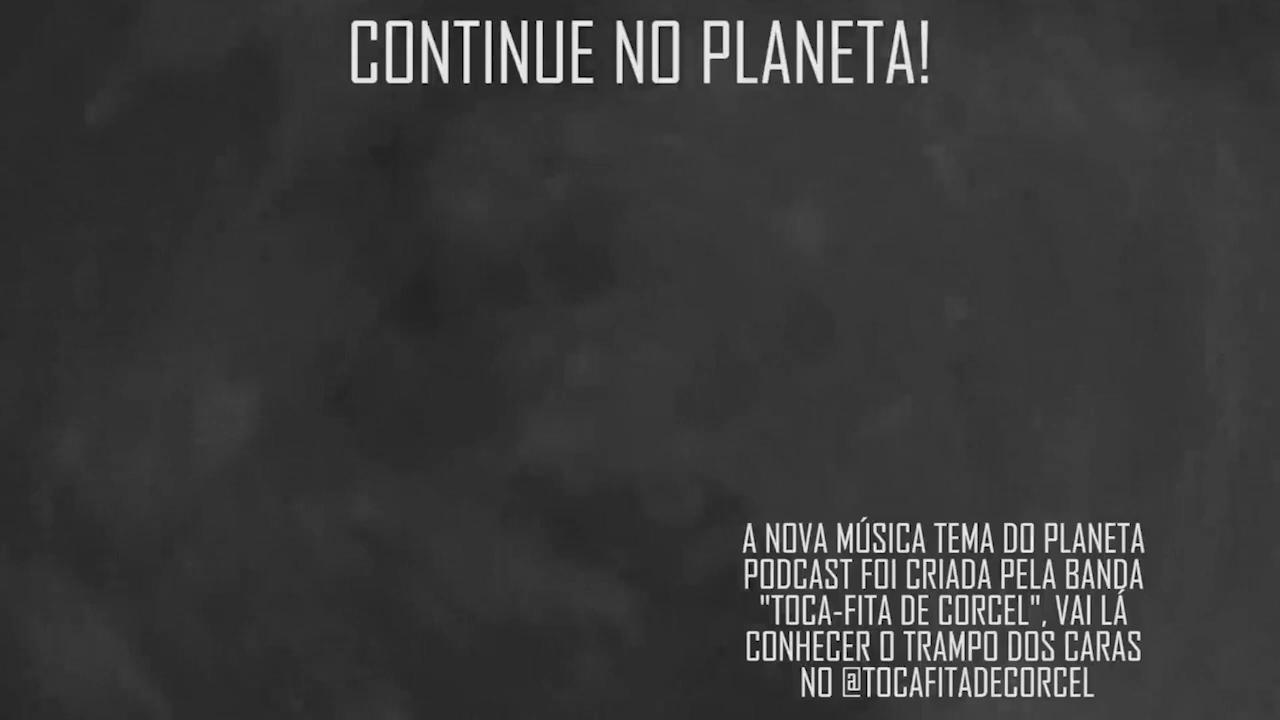 CONTINUE NO PLANETA!
A NOVA MÚSICA TEMA DO PLANETA
PODCAST FOI CRIADA PELA BANDA
"TOCA-FITA DE CORCEL", VAI LÁ
CONHECER O TRAMPO DOS CARAS
NO @TOCAFITADECORCEL